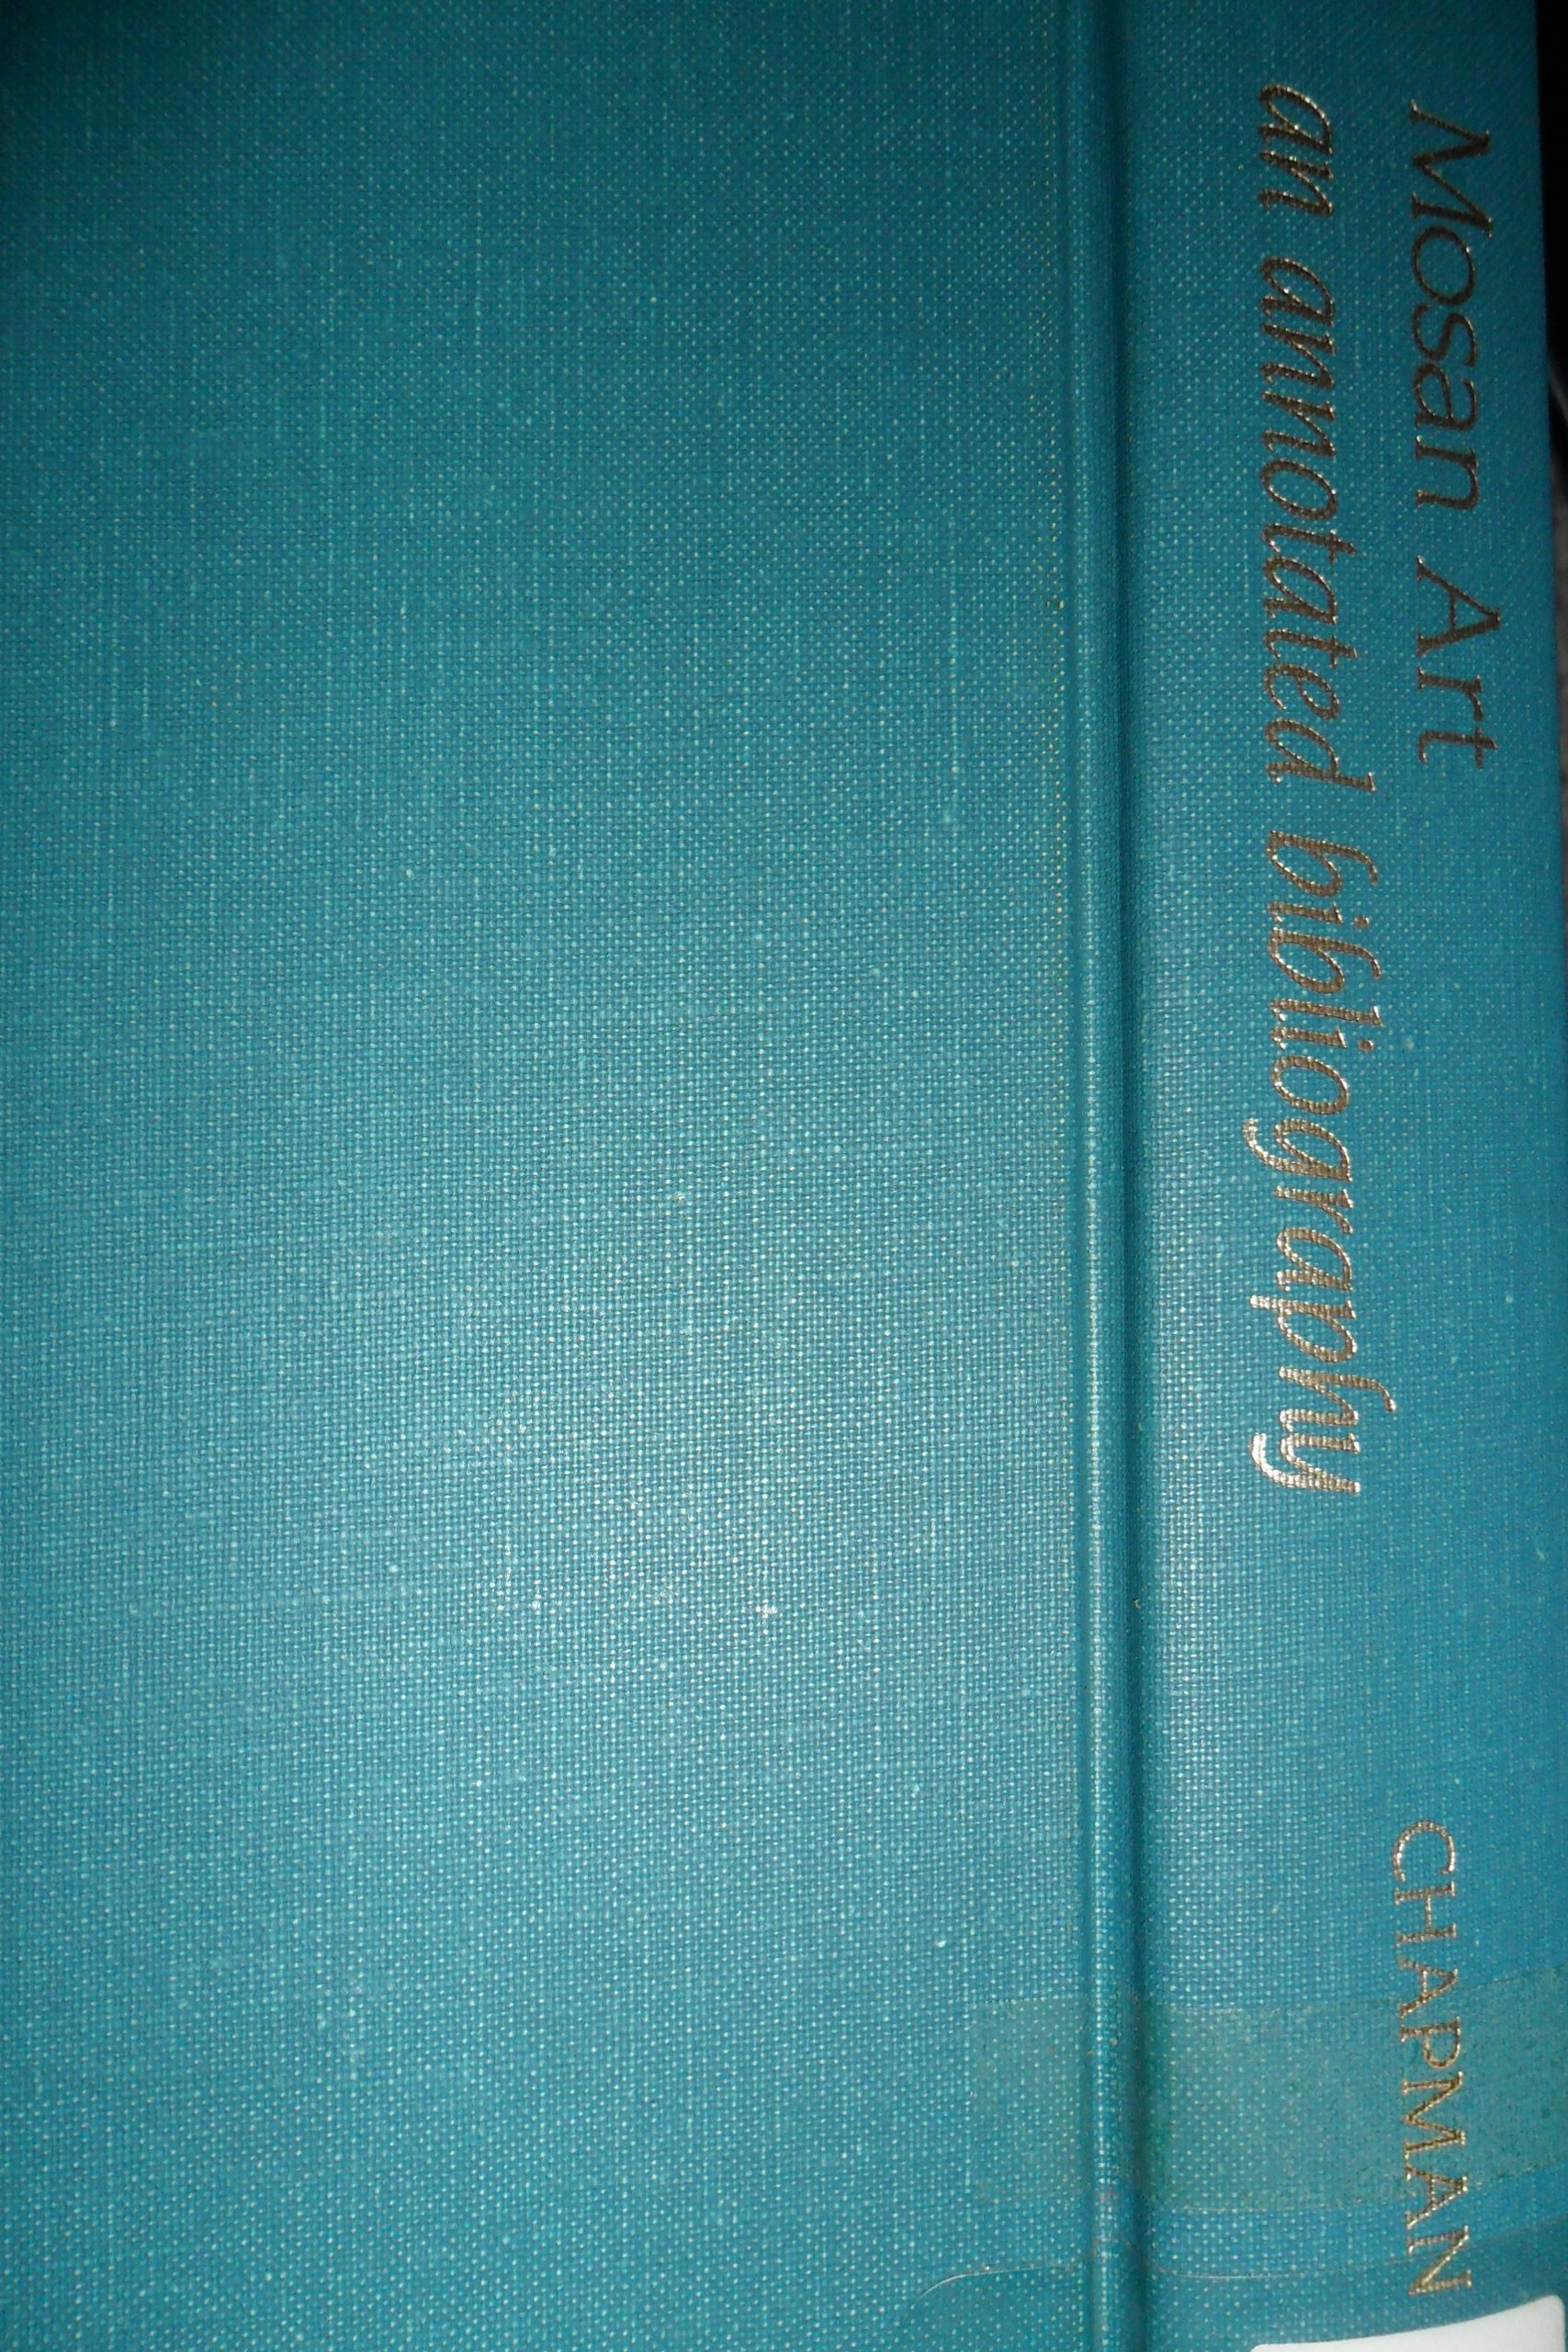 Mosan Art
an annotated bibliography
CHAPMAN